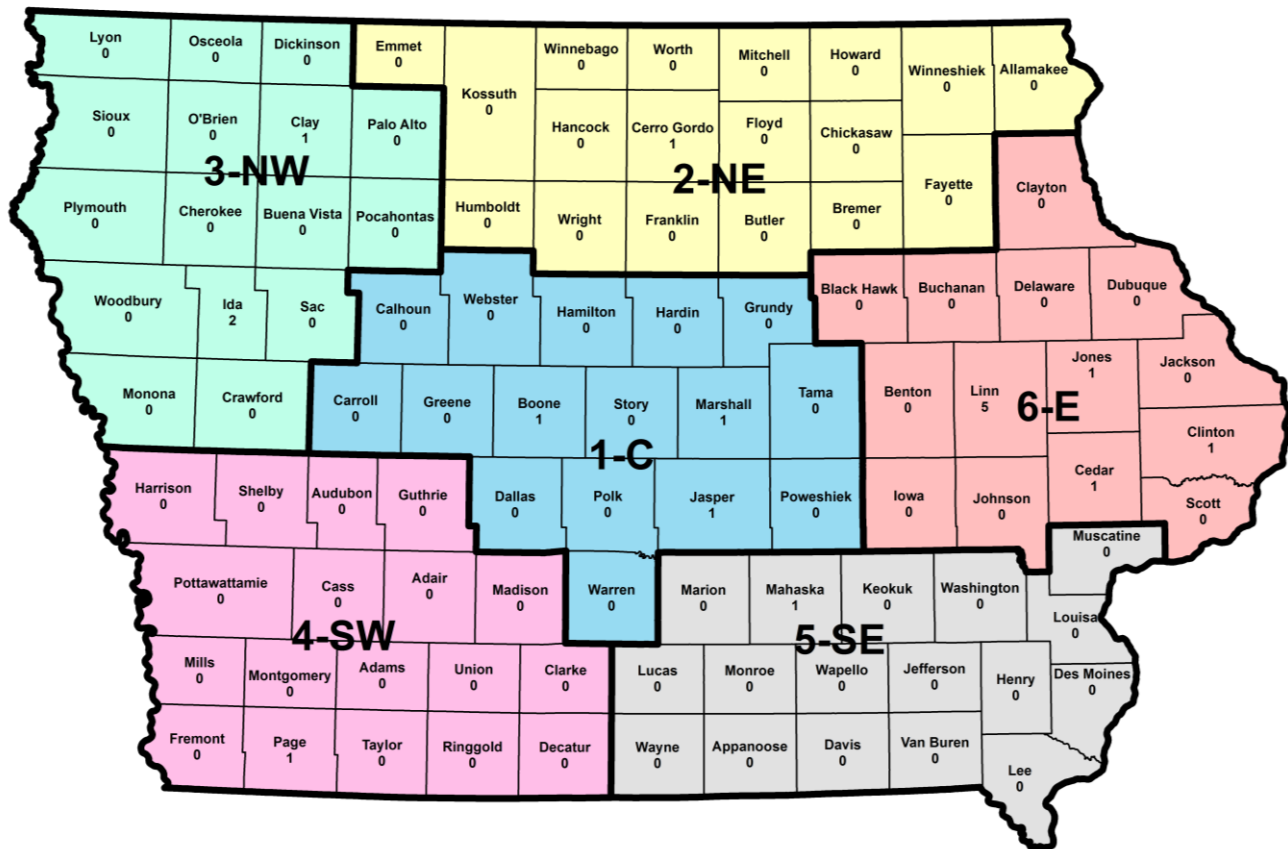 Lyon
0
Osceola
0
Dickinson
0
Emmet
0
Kossuth
0
Winnebago
0
Worth
0
Mitchell
0
Howard
0
Winneshiek
0
Allamakee
0
Sioux
0
O'Brien
0
Clay
1
Palo Alto
0
Hancock
0
Cerro Gordo
1
Floyd
0
Chickasaw
0
3-NW
2-NE
Plymouth
0
Cherokee
0
Buena Vista
0
Pocahontas
0
Humboldt
0
Wright
0
Franklin
0
Butler
0
Bremer
0
Fayette
0
Clayton
0
Woodbury
0
Ida
2
Sac
0
Calhoun
0
Webster
0
Hamilton
0
Hardin
0
Grundy
0
Black Hawk
0
Buchanan
0
Delaware
0
Dubuque
0
Monona
0
Crawford
0
Carroll
0
Greene
0
Boone
1
Story
0
Marshall
1
Tama
0
Benton
0
Linn
5
Jones
1
Jackson
0
1-C
6-E
Clinton
1
Harrison
0
Shelby
0
Audubon
0
Guthrie
0
Dallas
0
Polk
0
Jasper
1
Poweshiek
0
Iowa
0
Johnson
0
Cedar
1
Scott
0
Muscatine
0
Pottawattamie
0
Cass
0
Adair
0
Madison
0
Warren
0
Marion
0
Mahaska
1
Keokuk
0
Washington
0
Louisa
0
4-SW
5-SE
Mills
0
Montgomery
0
Adams
0
Union
0
Clarke
0
Lucas
0
Monroe
0
Wapello
0
Jefferson
0
Henry
0
Des Moines
0
Fremont
0
Page
1
Taylor
0
Ringgold
0
Decatur
0
Wayne
0
Appanoose
0
Davis
0
Van Buren
0
Lee
0